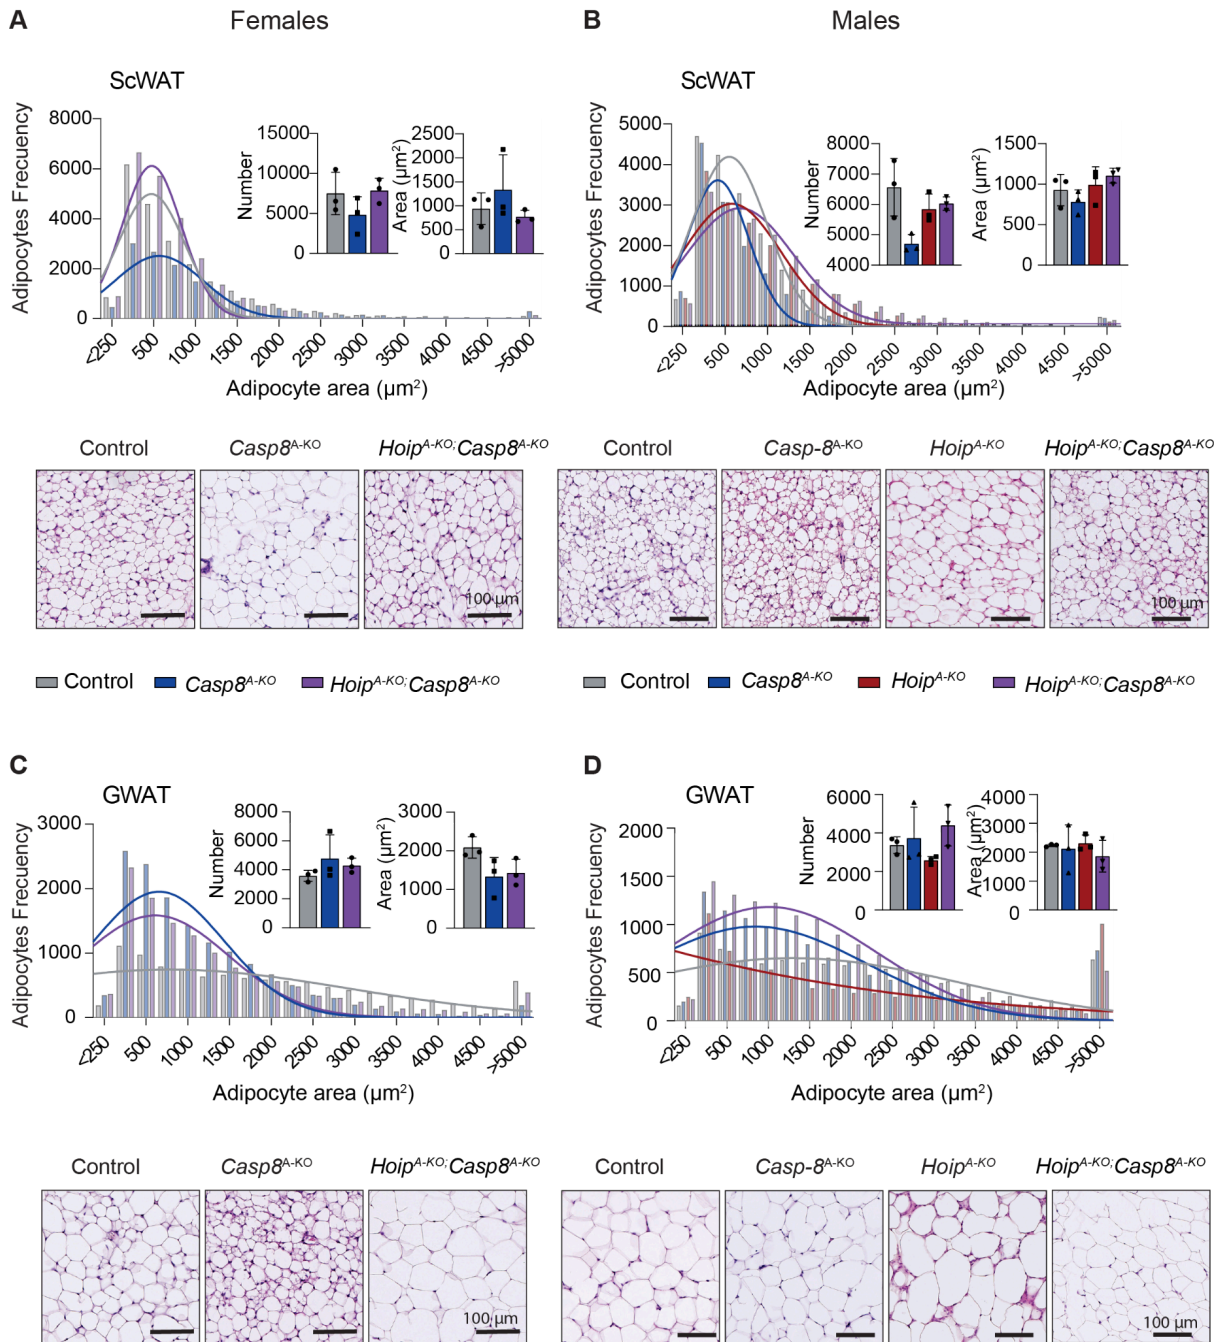 A Females B Males
ScWAT
Adipocytes Frecuency
8000
6000
4000
2000
0
Number
15000
10000
5000
0
Area (µm²)
2500
2000
1500
1000
500
0
<250 500 1000 1500 2000 2500 3000 3500 4000 4500 >5000
Adipocyte area (µm²)
ScWAT
Adipocytes Frecuency
5000
4000
3000
2000
1000
0
Number
8000
7000
6000
5000
4000
Area (µm²)
1500
1000
500
0
<250 500 1000 1500 2000 2500 3000 3500 4000 4500 >5000
Adipocyte area (µm²)
Control Casp8A-KO HoipA-KO;Casp8A-KO
100 µm
Control Casp-8A-KO HoipA-KO HoipA-KO;Casp8A-KO
100 µm
Control Casp8A-KO HoipA-KO;Casp8A-KO
Control Casp8A-KO HoipA-KO HoipA-KO;Casp8A-KO
C
GWAT
Adipocytes Frecuency
3000
2000
1000
0
Number
8000
6000
4000
2000
0
Area (µm²)
3000
2000
1000
0
<250 500 1000 1500 2000 2500 3000 3500 4000 4500 >5000
Adipocyte area (µm²)
D
GWAT
Adipocytes Frecuency
2000
1500
1000
500
0
Number
6000
4000
2000
0
Area (µm²)
4000
3000
2000
1000
0
<250 500 1000 1500 2000 2500 3000 3500 4000 4500 >5000
Adipocyte area (µm²)
Control Casp8A-KO HoipA-KO;Casp8A-KO
100 µm
Control Casp-8A-KO HoipA-KO HoipA-KO;Casp8A-KO
100 µm